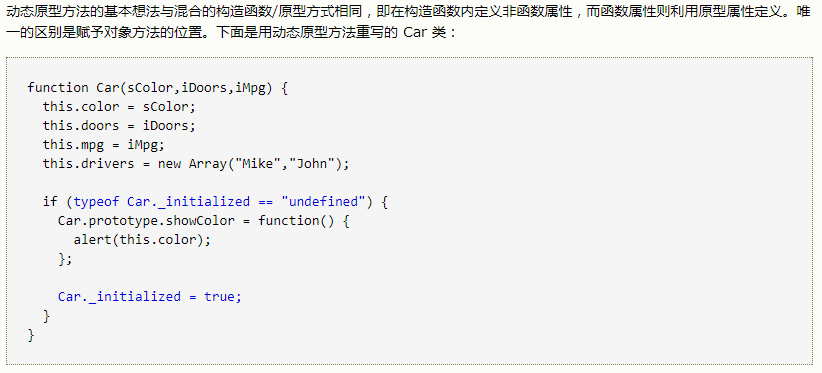 动态原型方法的基本想法与混合的构造函数/原型方式相同，即在构造函数内定义非函数属性，而函数属性则利用原型属性定义。唯
一的区别是赋予对象方法的位置。下面是用动态原型方法重写的 Car 类：
function Car(sColor,iDoors,iMpg) {
  this.color = sColor;
  this.doors = iDoors;
  this.mpg = iMpg;
  this.drivers = new Array("Mike","John");

  if (typeof Car._initialized == "undefined") {
    Car.prototype.showColor = function() {
      alert(this.color);
    };

    Car._initialized = true;
  }
}